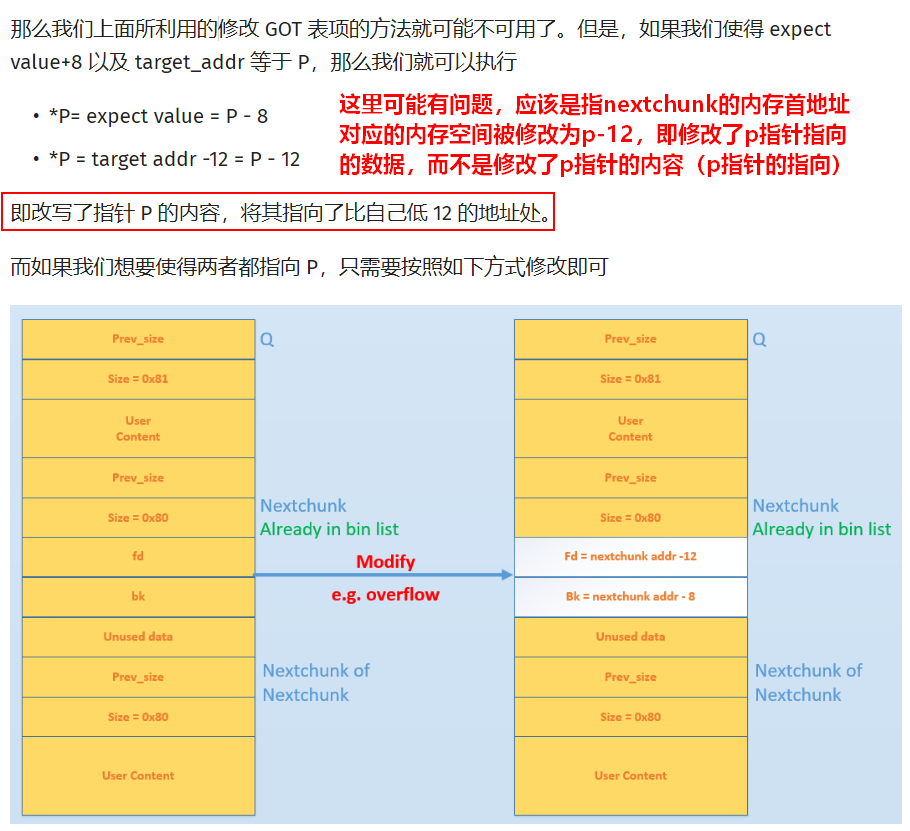 那么我们上面所利用的修改 GOT 表项的方法就可能不可用了。但是，如果我们使得 expect
value+8 以及 target_addr 等于 P，那么我们就可以执行
• *P= expect value = P - 8
• *P = target addr -12 = P - 12
这里可能有问题，应该是指nextchunk的内存首地址
对应的内存空间被修改为p-12，即修改了p指针指向
的数据，而不是修改了p指针的内容（p指针的指向）
即改写了指针 P 的内容，将其指向了比自己低 12 的地址处。
而如果我们想要使得两者都指向 P，只需要按照如下方式修改即可
Prev_size
Q
Size = 0x81
User
Content
Prev_size
Nextchunk
Size = 0x80
Already in bin list
fd
bk
Unused data
Prev_size
Nextchunk of
Nextchunk
Size = 0x80
User Content
Modify
e.g. overflow
Prev_size
Q
Size = 0x81
User
Content
Prev_size
Nextchunk
Size = 0x80
Already in bin list
Fd = nextchunk addr -12
Bk = nextchunk addr - 8
Unused data
Prev_size
Nextchunk of
Nextchunk
Size = 0x80
User Content